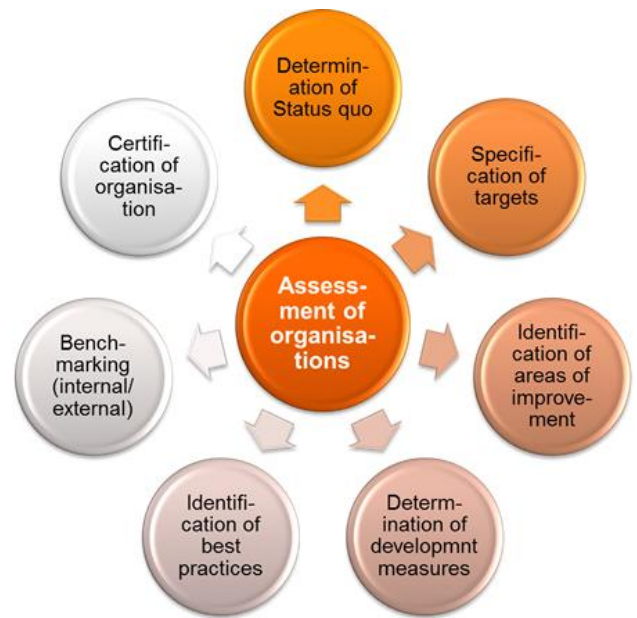 Determin-
ation of
Status quo
Specifi-
cation of
targets
Identifi-
cation of
areas of
improve-
ment
Determ-
ination of
developmnt
measures
Identifi-
cation of
best
practices
Bench-
marking
(internal/
external)
Certifi-
cation of
organisa-
tion
Assess-
ment of
organisa-
tions